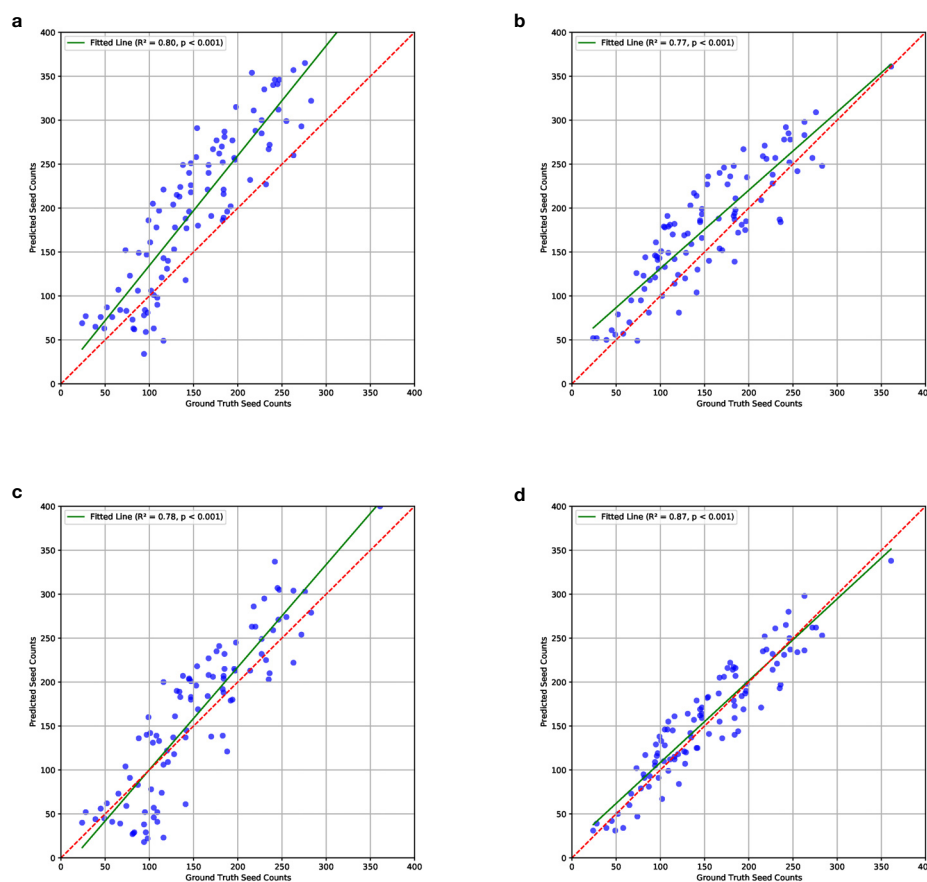 a
b
Fitted Line (R² = 0.80, p < 0.001)
Fitted Line (R² = 0.77, p < 0.001)
Predicted Seed Counts
400
350
300
250
200
150
100
50
0
0 50 100 150 200 250 300 350 400
Ground Truth Seed Counts
Predicted Seed Counts
400
350
300
250
200
150
100
50
0
0 50 100 150 200 250 300 350 400
Ground Truth Seed Counts
c
d
Fitted Line (R² = 0.78, p < 0.001)
Fitted Line (R² = 0.87, p < 0.001)
Predicted Seed Counts
400
350
300
250
200
150
100
50
0
0 50 100 150 200 250 300 350 400
Ground Truth Seed Counts
Predicted Seed Counts
400
350
300
250
200
150
100
50
0
0 50 100 150 200 250 300 350 400
Ground Truth Seed Counts